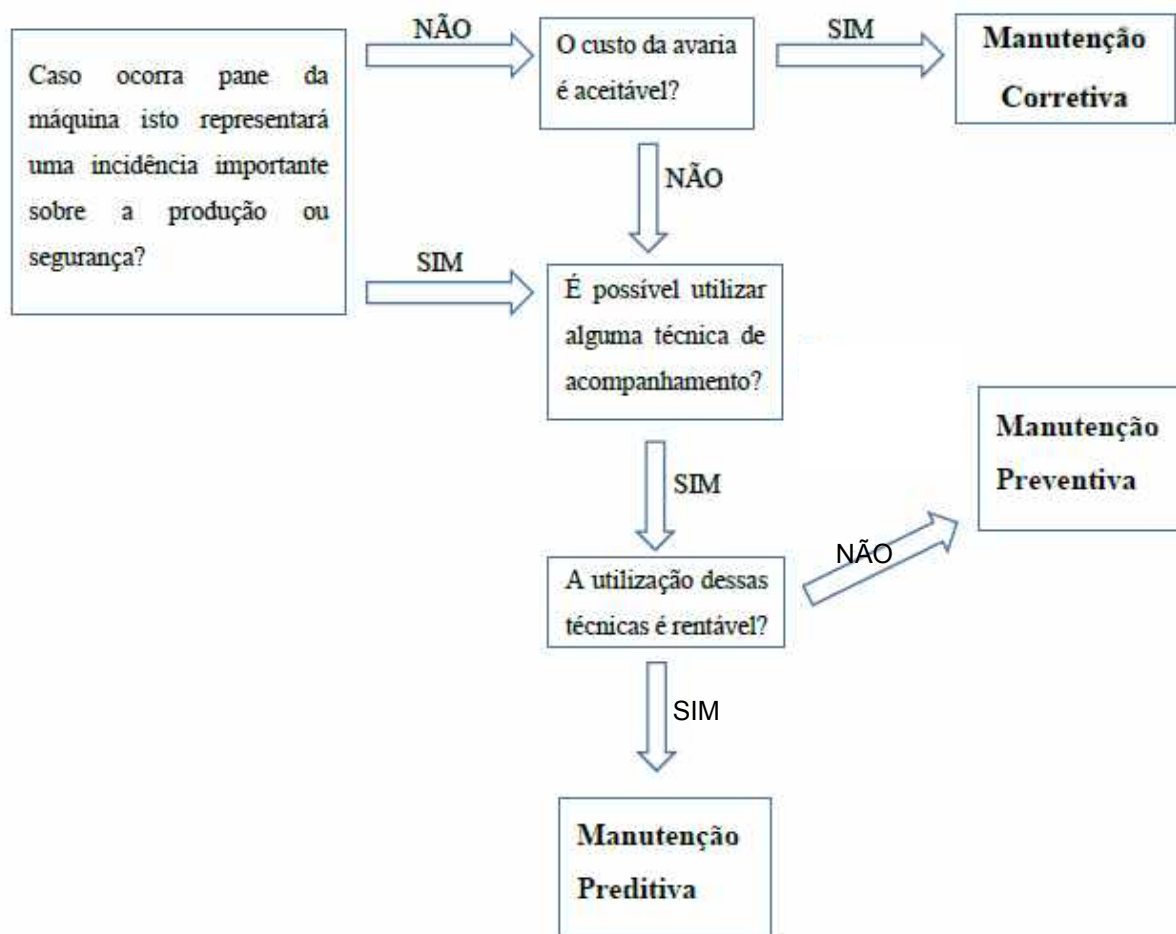 Caso ocorra pane da
máquina isto representará
uma incidência importante
sobre a produção ou
segurança?
NÃO
O custo da avaria
é aceitável?
SIM
Manutenção
Corretiva
NÃO
SIM
É possível utilizar
alguma técnica de
acompanhamento?
SIM
A utilização dessas
técnicas é rentável?
NÃO
Manutenção
Preventiva
SIM
Manutenção
Preditiva